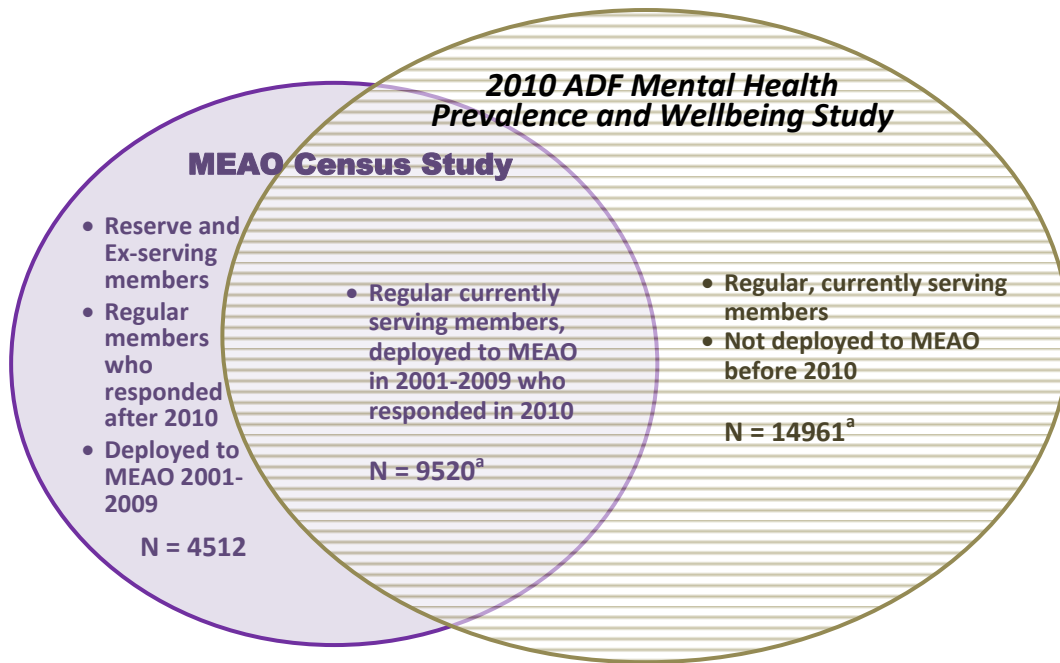 2010 ADF Mental Health
Prevalence and Wellbeing Study
MEAO Census Study
• Reserve and
Ex-serving
members
• Regular
members
who
responded
after 2010
• Deployed to
MEAO 2001-
2009
N = 4512
• Regular currently
serving members,
deployed to MEAO
in 2001-2009 who
responded in 2010
N = 9520ᵃ
• Regular, currently serving
members
• Not deployed to MEAO
before 2010
N = 14961ᵃ